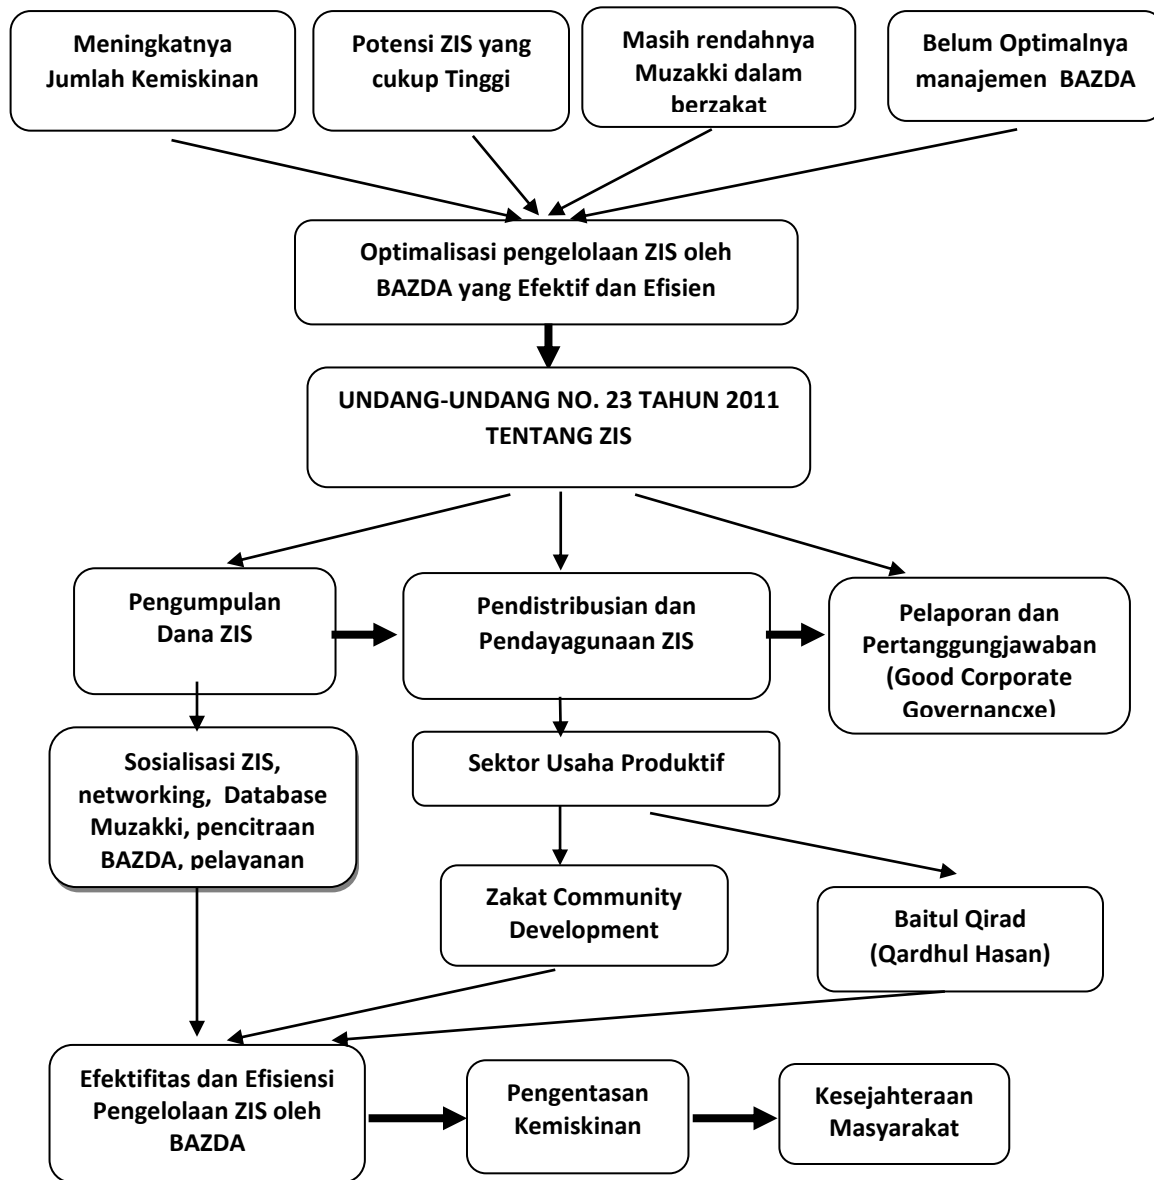 Meningkatnya
Jumlah Kemiskinan
Potensi ZIS yang
cukup Tinggi
Masih rendahnya
Muzakki dalam
berzakat
Belum Optimalnya
manajemen BAZDA
Optimalisasi pengelolaan ZIS oleh
BAZDA yang Efektif dan Efisien
UNDANG-UNDANG NO. 23 TAHUN 2011
TENTANG ZIS
Pengumpulan
Dana ZIS
Pendistribusian dan
Pendayagunaan ZIS
Pelaporan dan
Pertanggungjawaban
(Good Corporate
Governancxe)
Sosialisasi ZIS,
networking, Database
Muzakki, pencitraan
BAZDA, pelayanan
Sektor Usaha Produktif
Zakat Community
Development
Baitul Qirad
(Qardhul Hasan)
Efektifitas dan Efisiensi
Pengelolaan ZIS oleh
BAZDA
Pengentasan
Kemiskinan
Kesejahteraan
Masyarakat